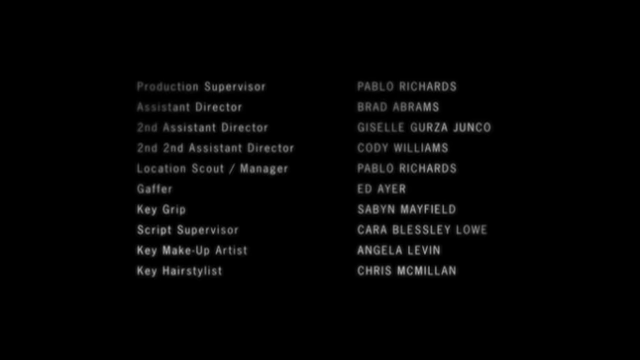 Production Supervisor PABLO RICHARDS
Assistant Director BRAD ABRAMS
2nd Assistant Director GISELLE GURZA JUNCO
2nd 2nd Assistant Director CODY WILLIAMS
Location Scout / Manager PABLO RICHARDS
Gaffer ED AYER
Key Grip SABYN MAYFIELD
Script Supervisor CARA BLESSLEY LOWE
Key Make-Up Artist ANGELA LEVIN
Key Hairstylist CHRIS MCMILLAN